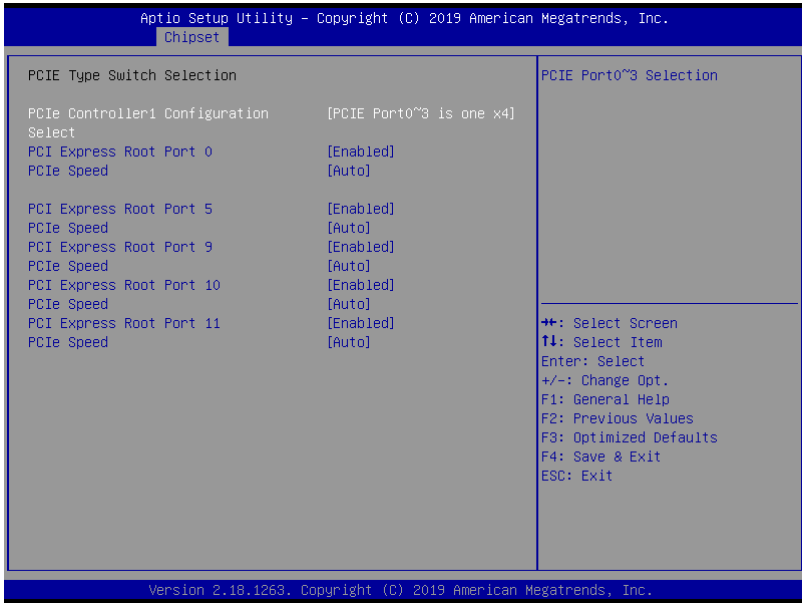 Aptio Setup Utility – Copyright (C) 2019 American Megatrends, Inc.
Chipset
PCIE Type Switch Selection
PCIe Controller1 Configuration Select [PCIE Port0~3 is one x4]
PCI Express Root Port 0 [Enabled]
PCIe Speed [Auto]
PCI Express Root Port 5 [Enabled]
PCIe Speed [Auto]
PCI Express Root Port 9 [Enabled]
PCIe Speed [Auto]
PCI Express Root Port 10 [Enabled]
PCIe Speed [Auto]
PCI Express Root Port 11 [Enabled]
PCIe Speed [Auto]
PCIE Port0~3 Selection
→←: Select Screen
↑↓: Select Item
Enter: Select
+/-: Change Opt.
F1: General Help
F2: Previous Values
F3: Optimized Defaults
F4: Save & Exit
ESC: Exit
Version 2.18.1263. Copyright (C) 2019 American Megatrends, Inc.